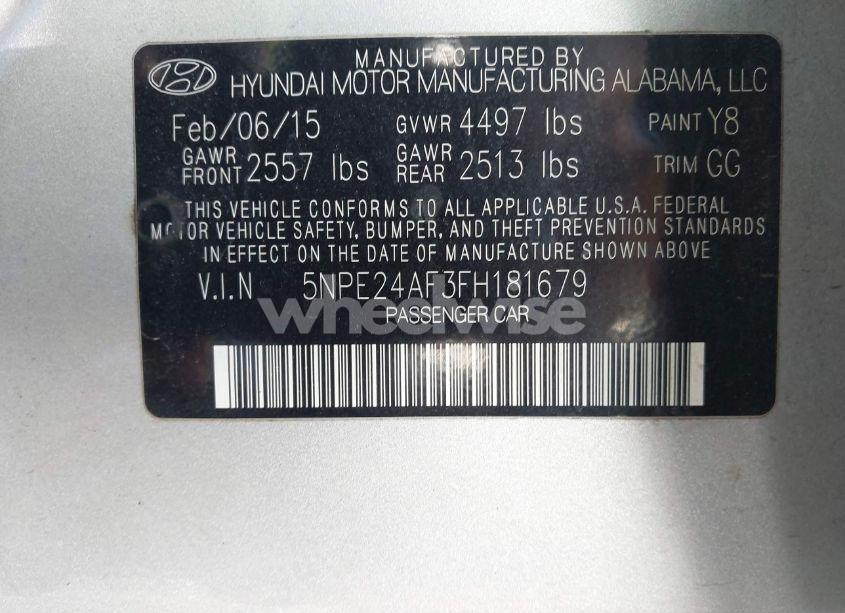 MANUFACTURED BY
HYUNDAI MOTOR MANUFACTURING ALABAMA, LLC
Feb/06/15 GVWR 4497 lbs PAINT Y8
GAWR FRONT 2557 lbs GAWR REAR 2513 lbs TRIM GG
THIS VEHICLE CONFORMS TO ALL APPLICABLE U.S.A. FEDERAL
MOTOR VEHICLE SAFETY, BUMPER, AND THEFT PREVENTION STANDARDS
IN EFFECT ON THE DATE OF MANUFACTURE SHOWN ABOVE.
V.I.N 5NPE24AF3FH181679
wheelwise
PASSENGER CAR